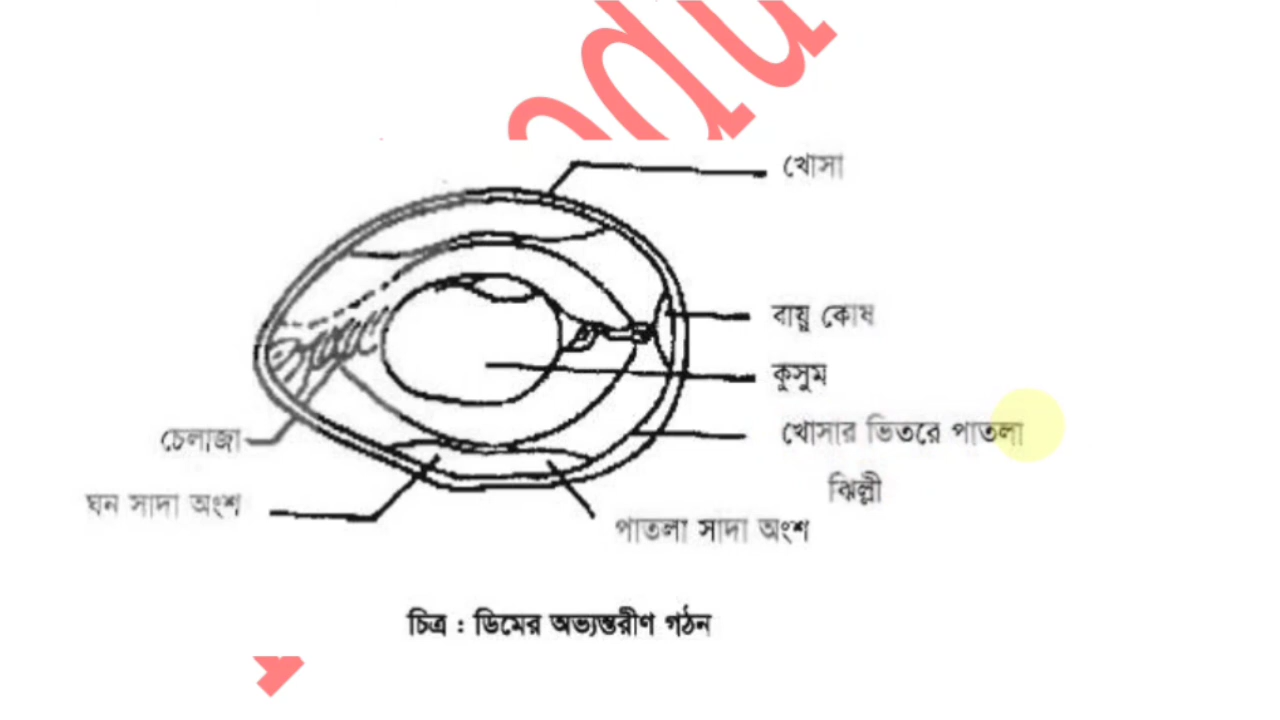 খোসা
বায়ু কোষ
কুসুম
খোসার ভিতরে পাতলা
ঝিল্লী
চেলাজা
ঘন সাদা অংশ
পাতলা সাদা অংশ
চিত্র : ডিমের অভ্যন্তরীণ গঠন